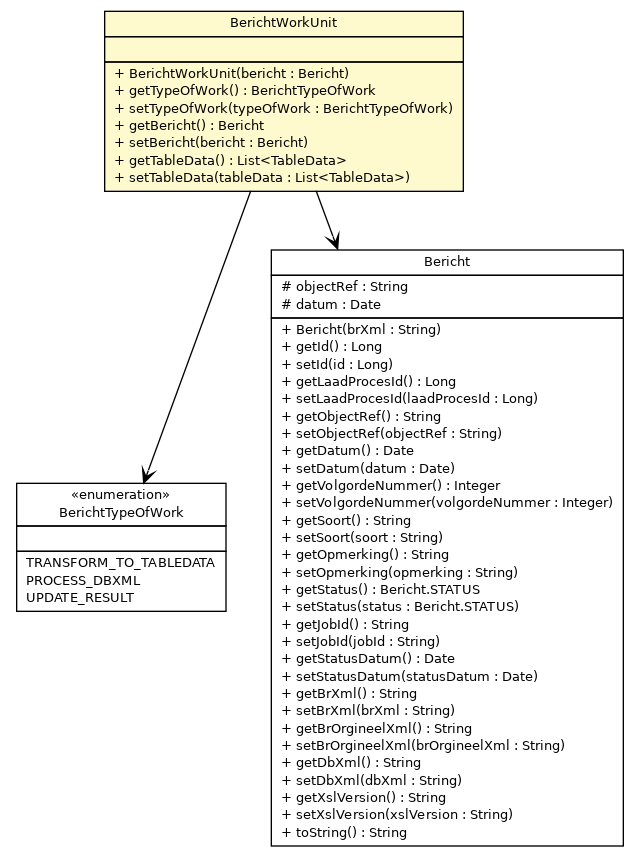 BerichtWorkUnit
+ BerichtWorkUnit(bericht : Bericht)
+ getTypeOfWork() : BerichtTypeOfWork
+ setTypeOfWork(typeOfWork : BerichtTypeOfWork)
+ getBericht() : Bericht
+ setBericht(bericht : Bericht)
+ getTableData() : List<TableData>
+ setTableData(tableData : List<TableData>)
Bericht
# objectRef : String
# datum : Date
+ Bericht(brXml : String)
+ getId() : Long
+ setId(id : Long)
+ getLaadProcesId() : Long
+ setLaadProcesId(laadProcesId : Long)
+ getObjectRef() : String
+ setObjectRef(objectRef : String)
+ getDatum() : Date
+ setDatum(datum : Date)
+ getVolgordeNummer() : Integer
+ setVolgordeNummer(volgordeNummer : Integer)
+ getSoort() : String
+ setSoort(soort : String)
+ getOpmerking() : String
+ setOpmerking(opmerking : String)
+ getStatus() : Bericht.STATUS
+ setStatus(status : Bericht.STATUS)
+ getJobId() : String
+ setJobId(jobId : String)
+ getStatusDatum() : Date
+ setStatusDatum(statusDatum : Date)
+ getBrXml() : String
+ setBrXml(brXml : String)
+ getBrOrgineelXml() : String
+ setBrOrgineelXml(brOrgineelXml : String)
+ getDbXml() : String
+ setDbXml(dbXml : String)
+ getXslVersion() : String
+ setXslVersion(xslVersion : String)
+ toString() : String
«enumeration»
BerichtTypeOfWork
TRANSFORM_TO_TABLEDATA
PROCESS_DBXML
UPDATE_RESULT